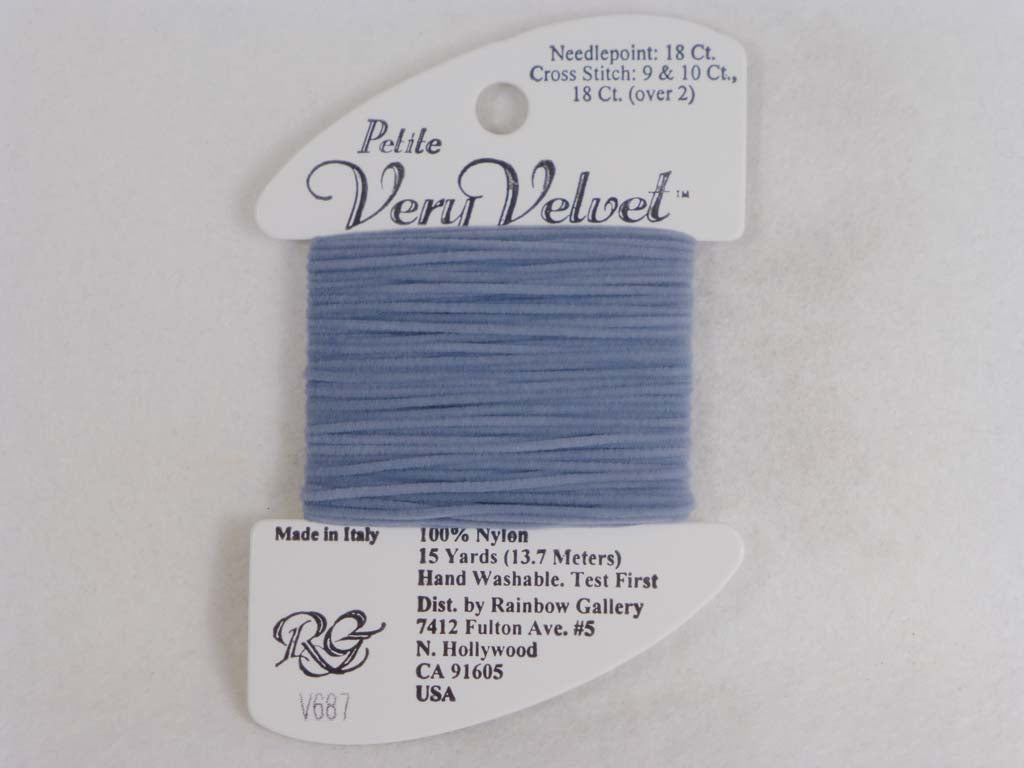 Needlepoint: 18 Ct.
Cross Stitch: 9 & 10 Ct.,
18 Ct. (over 2)
Petite
Very Velvet™
Made in Italy
100% Nylon
15 Yards (13.7 Meters)
Hand Washable. Test First
Dist. by Rainbow Gallery
7412 Fulton Ave. #5
N. Hollywood
CA 91605
USA
RG
V687